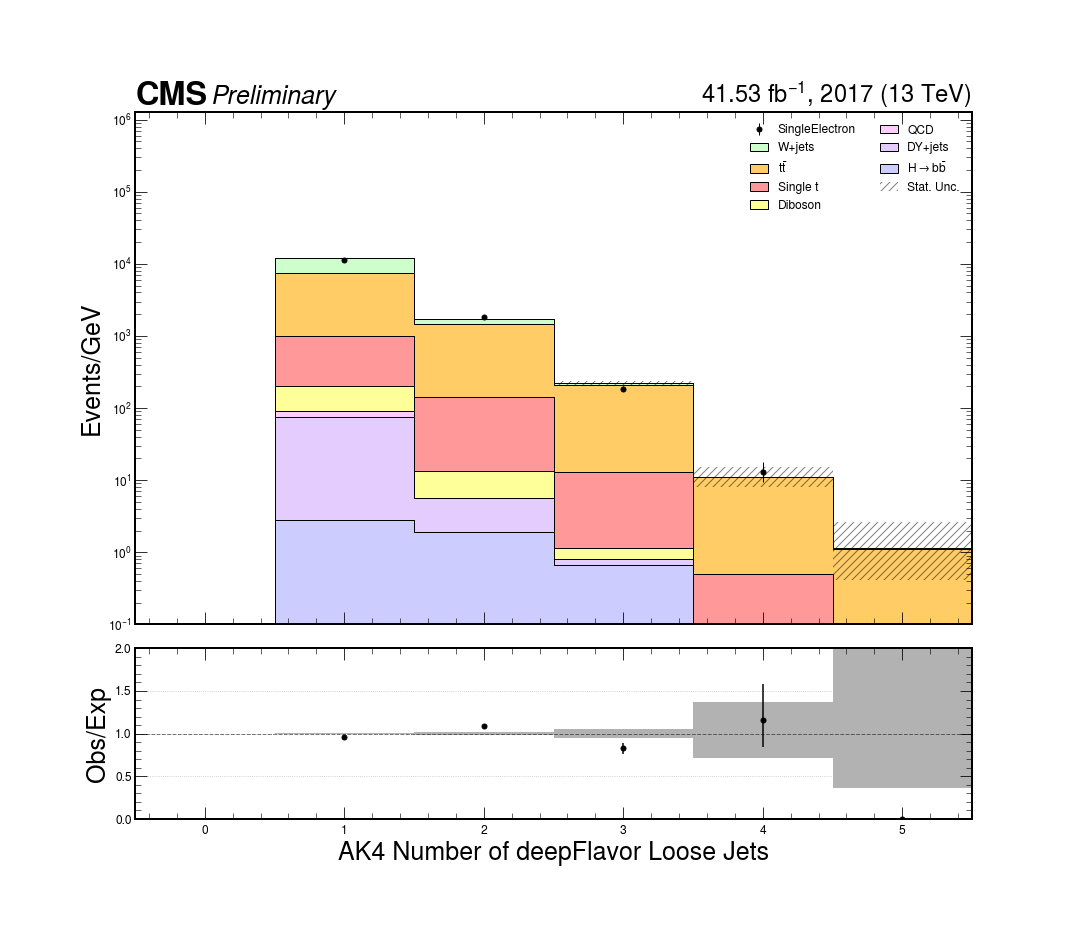 CMS Preliminary 41.53 fb⁻¹, 2017 (13 TeV)
SingleElectron
W+jets
tt̄
Single t
Diboson
QCD
DY+jets
H→bb̄
Stat. Unc.
10⁶
10⁵
10⁴
10³
10²
10¹
10⁰
10⁻¹
Events/GeV
2.0
1.5
1.0
0.5
0.0
Obs/Exp
0 1 2 3 4 5
AK4 Number of deepFlavor Loose Jets